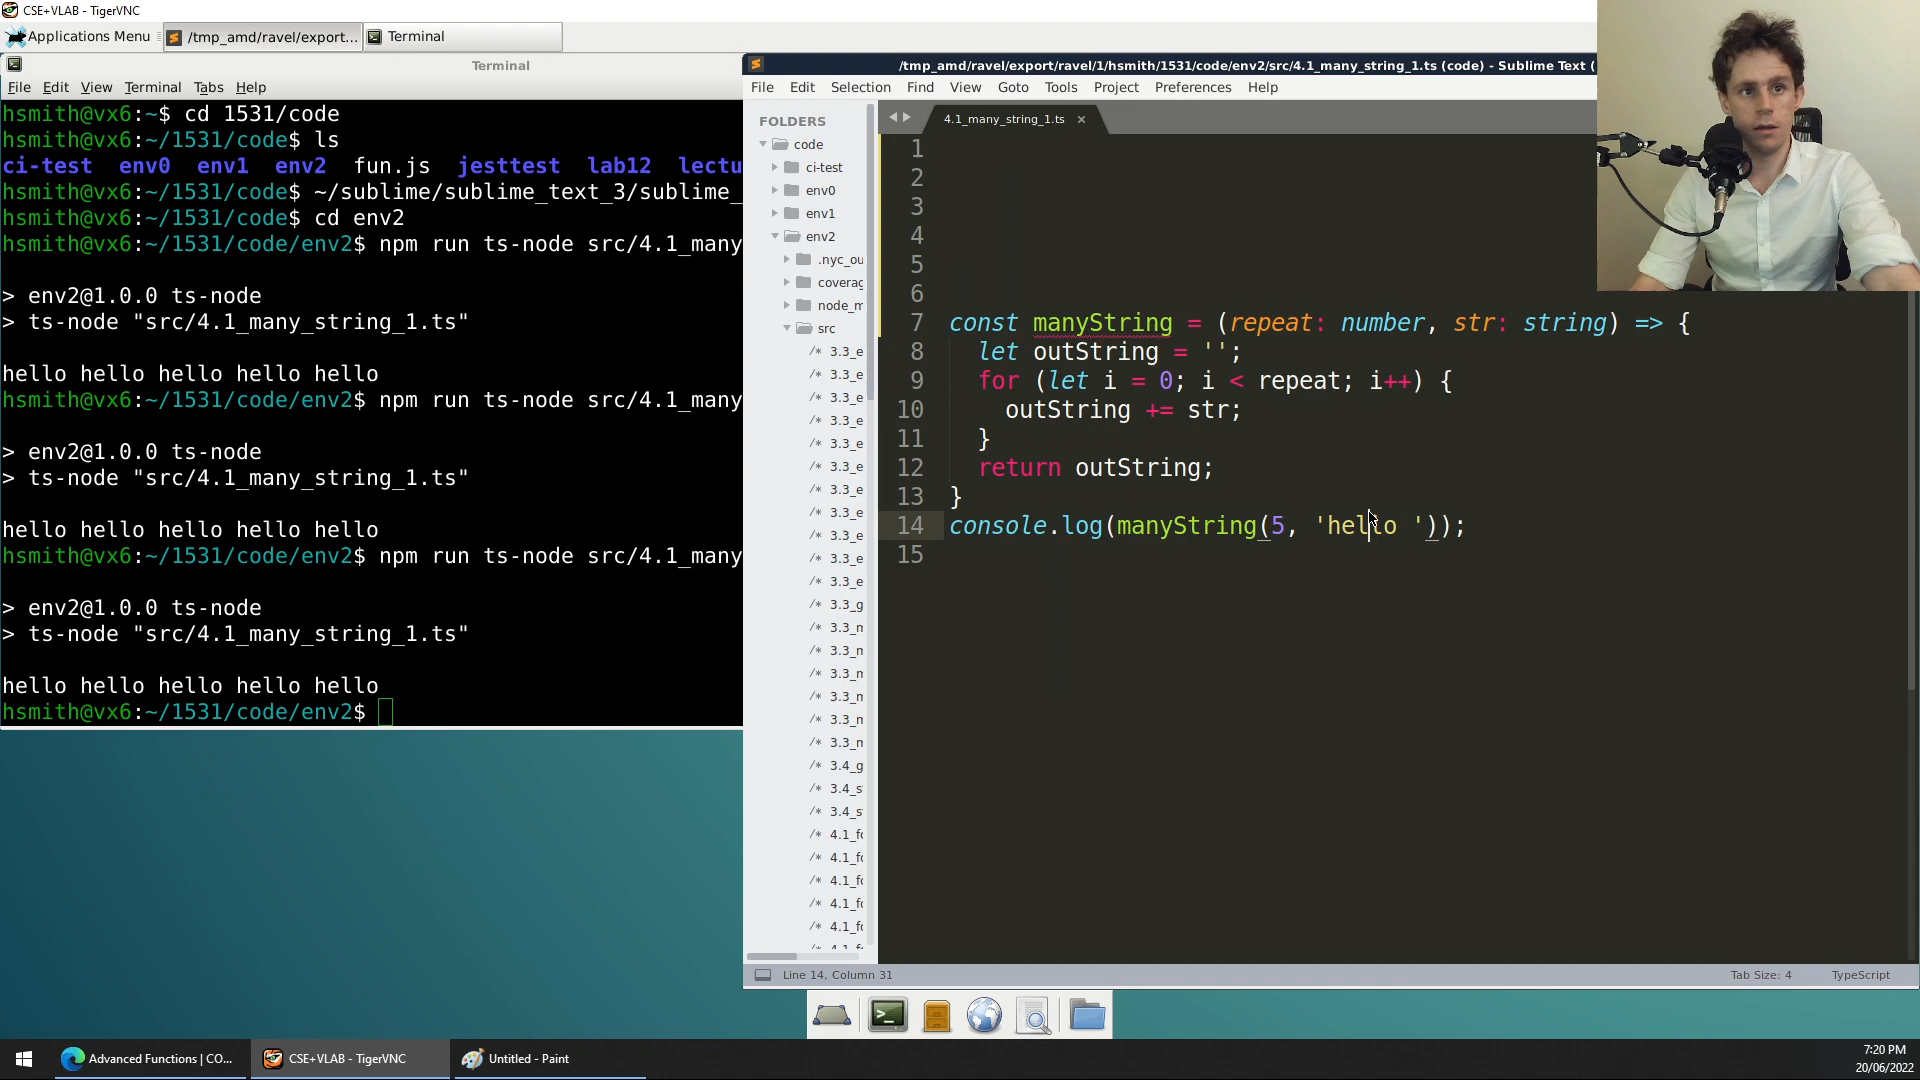 CSE+VLAB - TigerVNC
Applications Menu
/tmp_amd/ravel/export...
Terminal
Terminal
File Edit View Terminal Tabs Help
hsmith@vx6:~$ cd 1531/code
hsmith@vx6:~/1531/code$ ls
ci-test env0 env1 env2 fun.js jesttest lab12 lectu
hsmith@vx6:~/1531/code$ ~/sublime/sublime_text_3/sublime_
hsmith@vx6:~/1531/code$ cd env2
hsmith@vx6:~/1531/code/env2$ npm run ts-node src/4.1_many
> env2@1.0.0 ts-node
> ts-node "src/4.1_many_string_1.ts"
hello hello hello hello hello
hsmith@vx6:~/1531/code/env2$ npm run ts-node src/4.1_many
> env2@1.0.0 ts-node
> ts-node "src/4.1_many_string_1.ts"
hello hello hello hello hello
hsmith@vx6:~/1531/code/env2$ npm run ts-node src/4.1_many
> env2@1.0.0 ts-node
> ts-node "src/4.1_many_string_1.ts"
hello hello hello hello hello
hsmith@vx6:~/1531/code/env2$
/tmp_amd/ravel/export/ravel/1/hsmith/1531/code/env2/src/4.1_many_string_1.ts (code) - Sublime Text (
File Edit Selection Find View Goto Tools Project Preferences Help
FOLDERS
code
ci-test
env0
env1
env2
.nyc_ou
coverag
node_m
src
/* 3.3_e
/* 3.3_e
/* 3.3_e
/* 3.3_e
/* 3.3_e
/* 3.3_e
/* 3.3_e
/* 3.3_e
/* 3.3_e
/* 3.3_e
/* 3.3_e
/* 3.3_g
/* 3.3_m
/* 3.3_m
/* 3.3_m
/* 3.3_m
/* 3.3_m
/* 3.3_m
/* 3.4_g
/* 3.4_s
/* 3.4_s
/* 4.1_fc
/* 4.1_fc
/* 4.1_fc
/* 4.1_fc
/* 4.1_fc
4.1_many_string_1.ts ×
1
2
3
4
5
6
7 const manyString = (repeat: number, str: string) => {
8 let outString = '';
9 for (let i = 0; i < repeat; i++) {
10 outString += str;
11 }
12 return outString;
13 }
14 console.log(manyString(5, 'hello '));
15
Line 14, Column 31
Tab Size: 4
TypeScript
Advanced Functions | CO...
CSE+VLAB - TigerVNC
Untitled - Paint
7:20 PM
20/06/2022